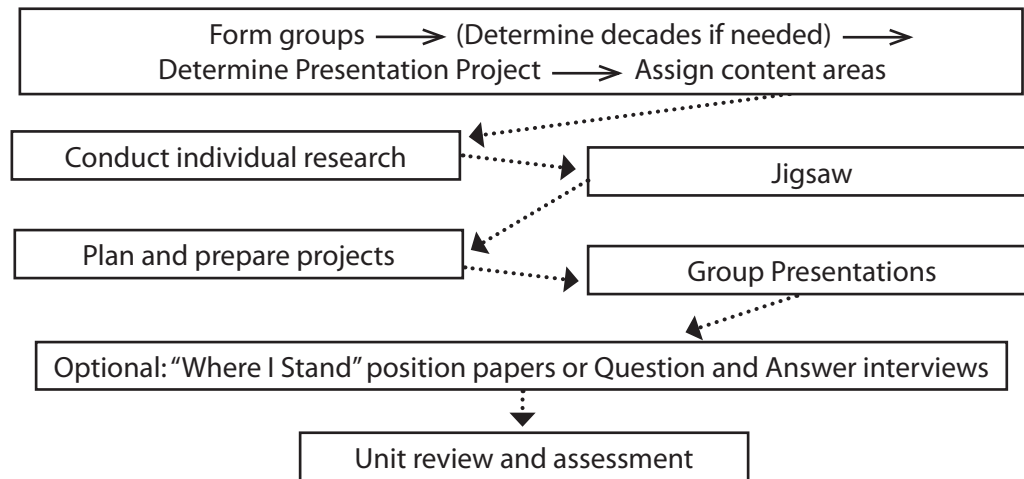 Form groups → (Determine decades if needed) →
Determine Presentation Project → Assign content areas
Conduct individual research
Jigsaw
Plan and prepare projects
Group Presentations
Optional: “Where I Stand” position papers or Question and Answer interviews
Unit review and assessment